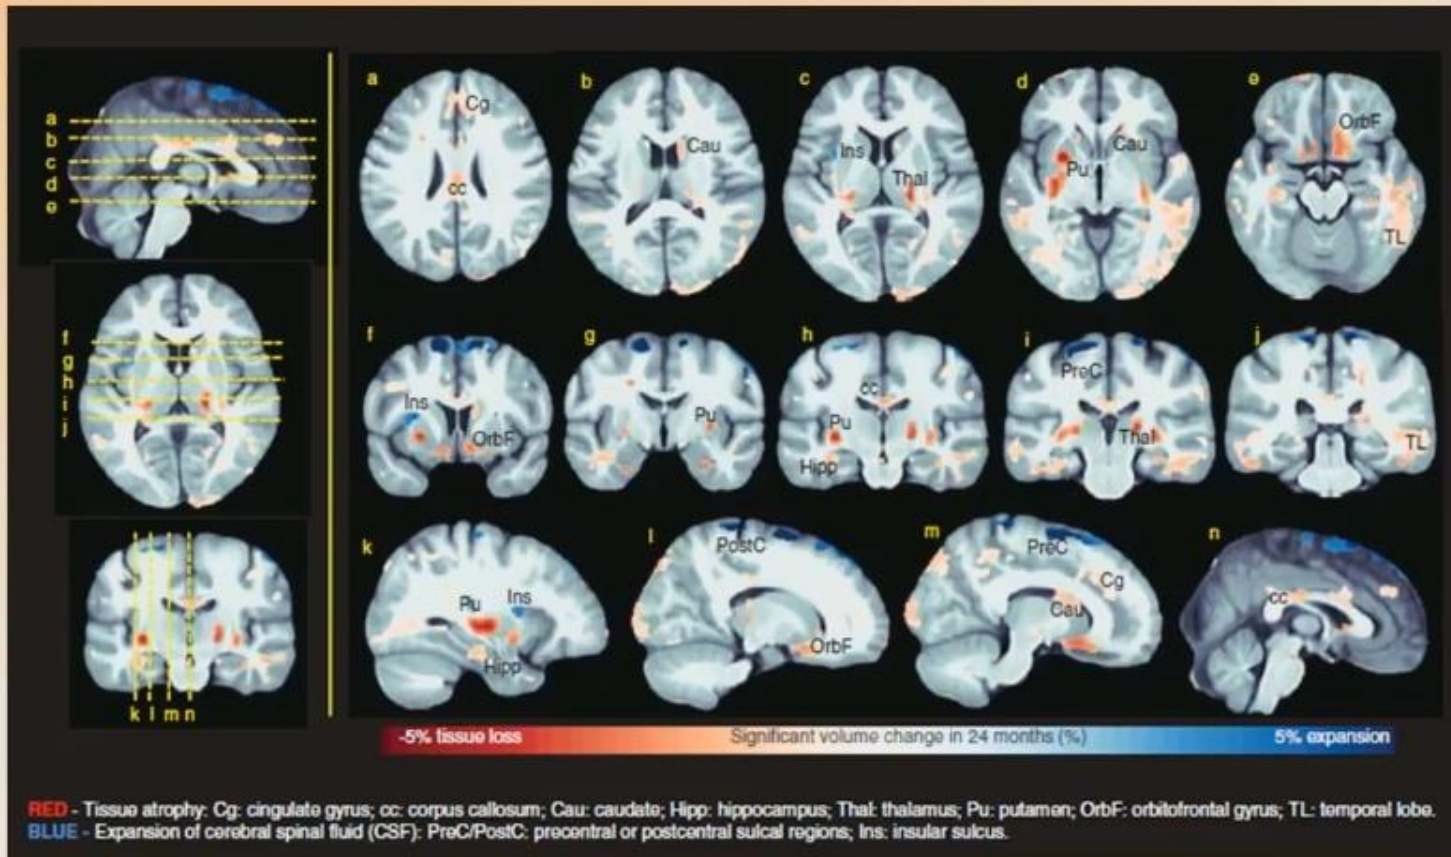 a
b
c
d
e
f
g
h
i
j
k l m n
a
Cg
cc
b
Cau
c
Ins
Thal
d
Cau
Pu
e
OrbF
TL
f
Ins
OrbF
g
Pu
h
cc
Pu
Hipp
i
PreC
Thal
j
TL
k
Pu
Ins
Hipp
l
PostC
OrbF
m
PreC
Cg
Cau
n
cc
-5% tissue loss Significant volume change in 24 months (%) 5% expansion
RED - Tissue atrophy: Cg: cingulate gyrus; cc: corpus callosum; Cau: caudate; Hipp: hippocampus; Thal: thalamus; Pu: putamen; OrbF: orbitofrontal gyrus; TL: temporal lobe.
BLUE - Expansion of cerebral spinal fluid (CSF): PreC/PostC: precentral or postcentral sulcal regions; Ins: insular sulcus.